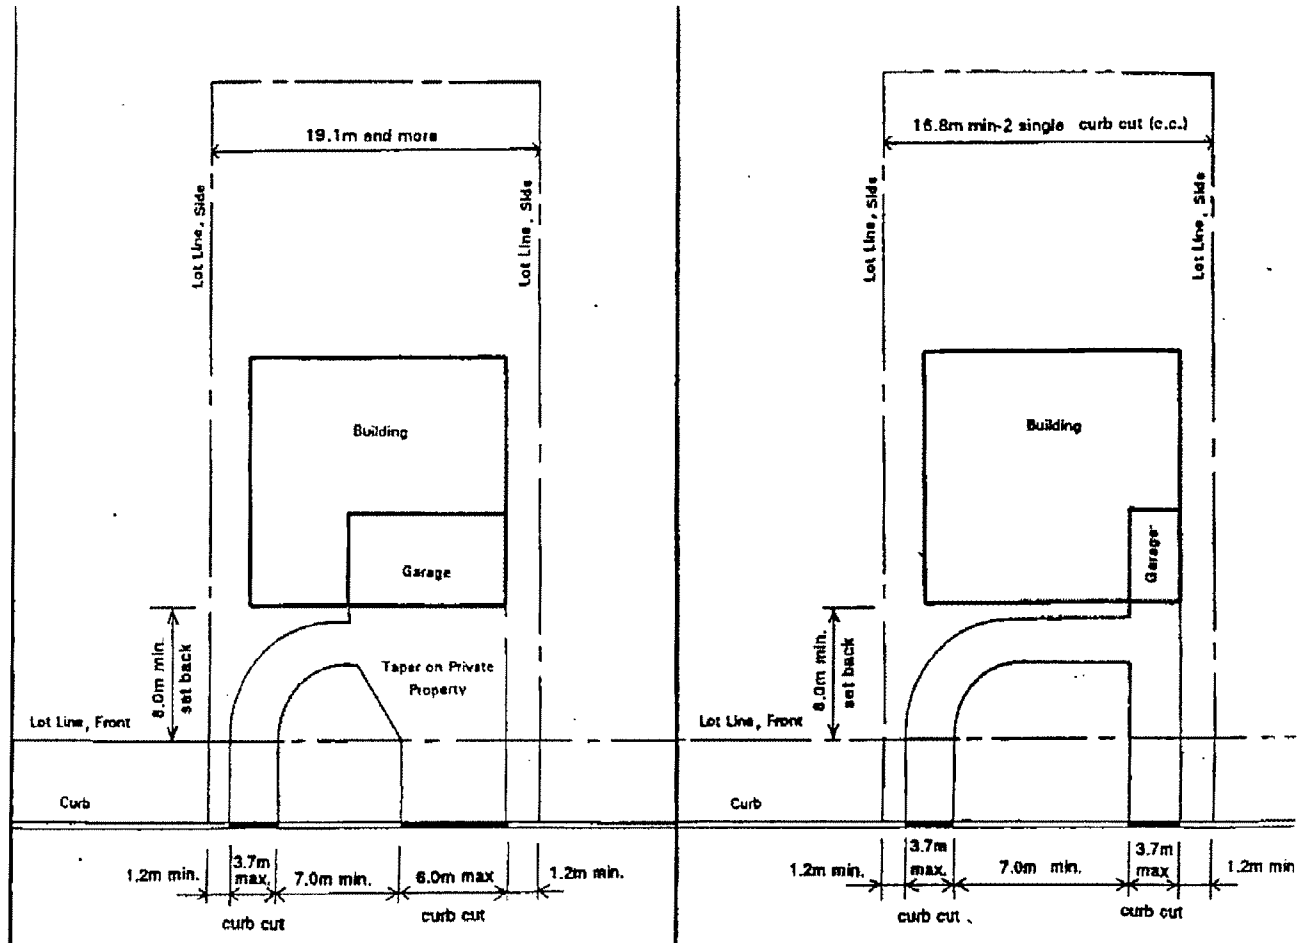 19.1m and more
Lot Line, Side
Lot Line, Side
Building
Garage
8.0m min.
set back
Taper on Private
Property
Lot Line, Front
Curb
1.2m min.
3.7m
max.
7.0m min.
6.0m max
1.2m min.
curb cut
curb cut
16.8m min-2 single curb cut (c.c.)
Lot Line, Side
Lot Line, Side
Building
Garage
8.0m min.
set back
Lot Line, Front
Curb
1.2m min.
3.7m
max.
7.0m min.
3.7m
max
1.2m min
curb cut
curb cut